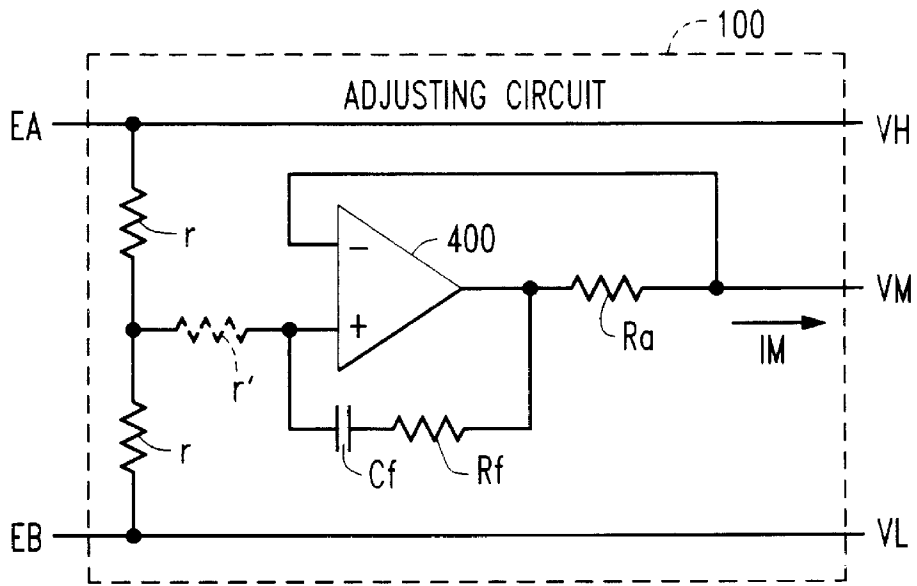 100
ADJUSTING CIRCUIT
EA
VH
r
400
−
+
Ra
VM
IM
r'
r
Cf
Rf
EB
VL